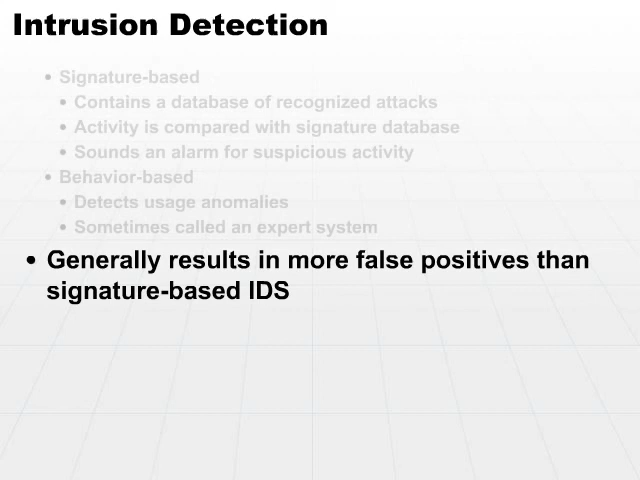 Intrusion Detection
• Signature-based
• Contains a database of recognized attacks
• Activity is compared with signature database
• Sounds an alarm for suspicious activity
• Behavior-based
• Detects usage anomalies
• Sometimes called an expert system
• Generally results in more false positives than
signature-based IDS